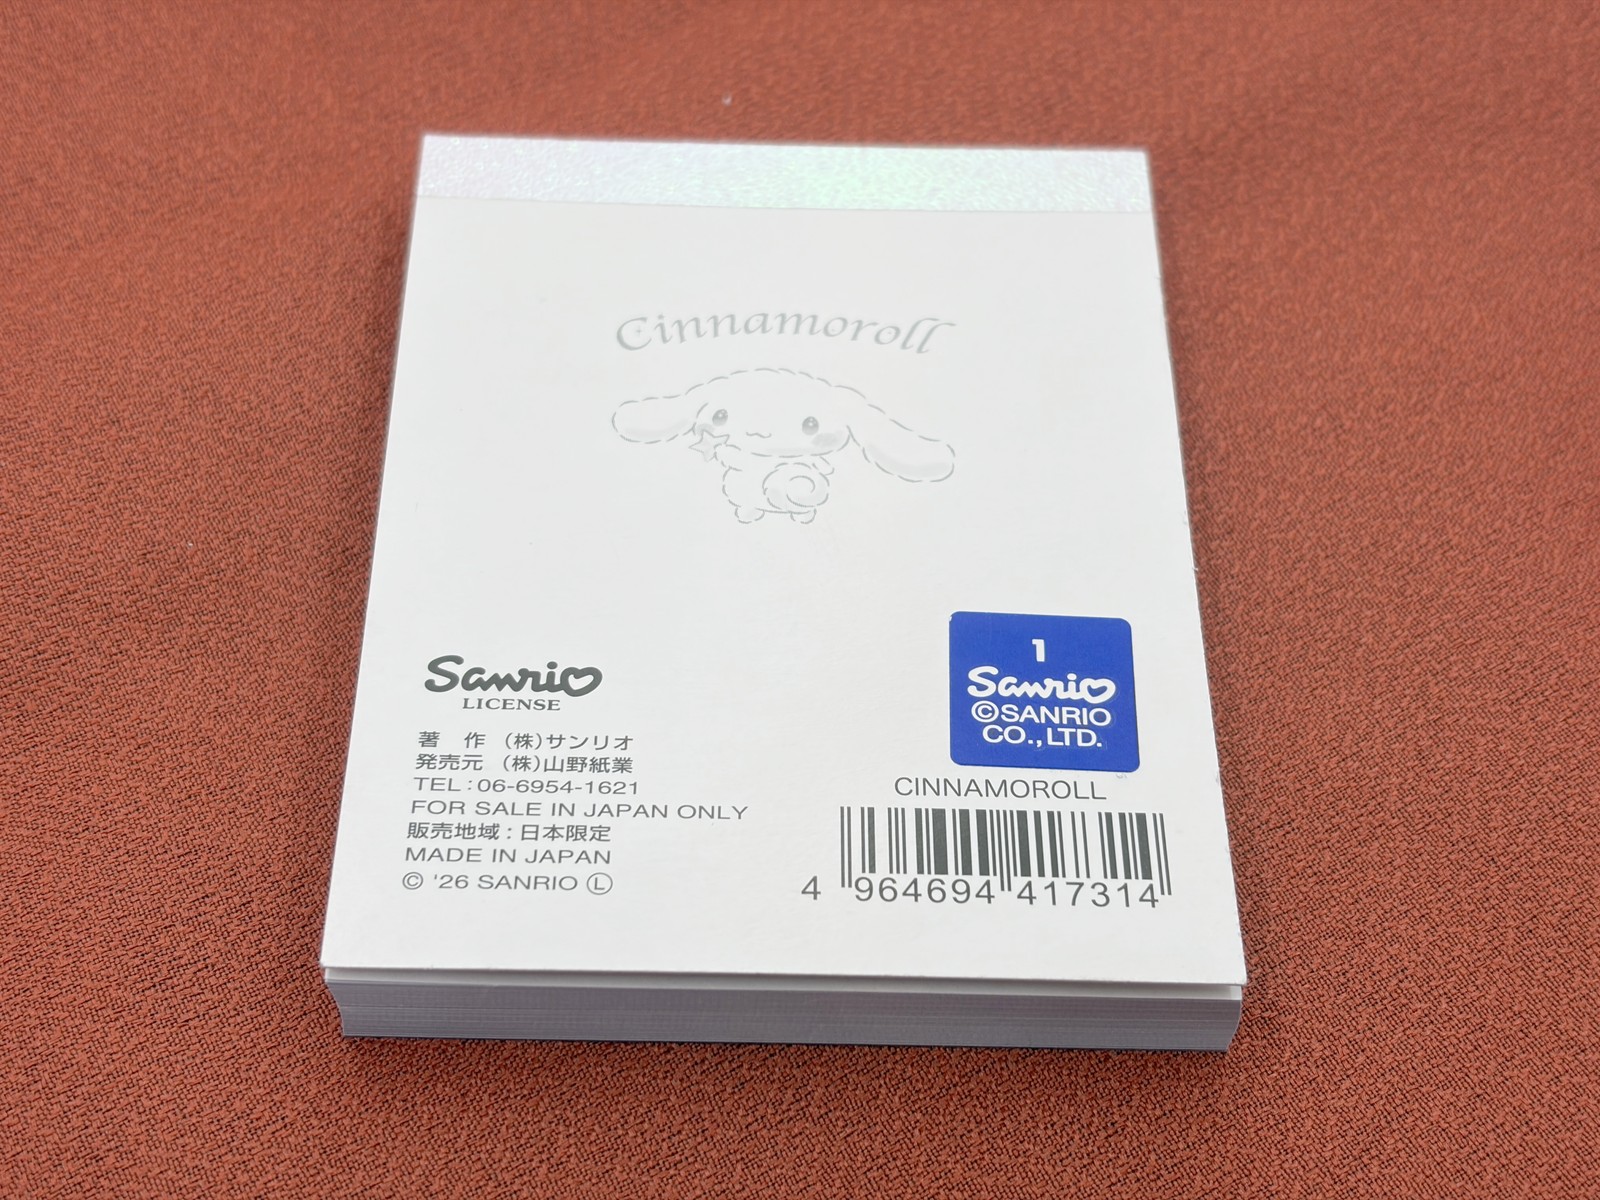 Cinnamoroll
Sanrio
LICENSE
著　作　(株)サンリオ
発売元　(株)山野紙業
TEL:06-6954-1621
FOR SALE IN JAPAN ONLY
販売地域:日本限定
MADE IN JAPAN
© '26 SANRIO Ⓛ
1
Sanrio
©SANRIO
CO.,LTD.
CINNAMOROLL
4 964694 417314